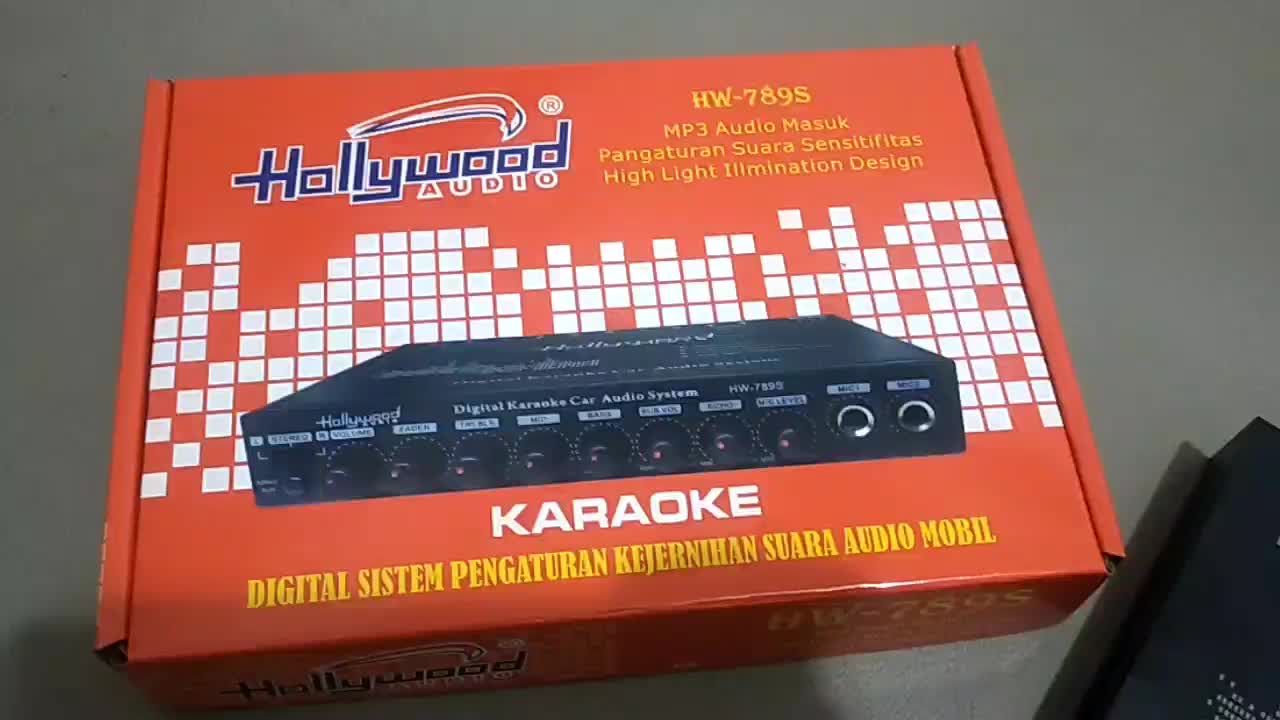 Hollywood ®
AUDIO
HW-789S
MP3 Audio Masuk
Pangaturan Suara Sensitifitas
High Light Illmination Design
Hollywood
Digital Karaoke Car Audio System
HW-789S
MIC1
MIC2
L STEREO R
VOLUME
FADER
TREBLE
MID
BASS
SUB VOL
ECHO
MIC LEVEL
KARAOKE
DIGITAL SISTEM PENGATURAN KEJERNIHAN SUARA AUDIO MOBIL
HW-789S
Hollywood ®
AUDIO